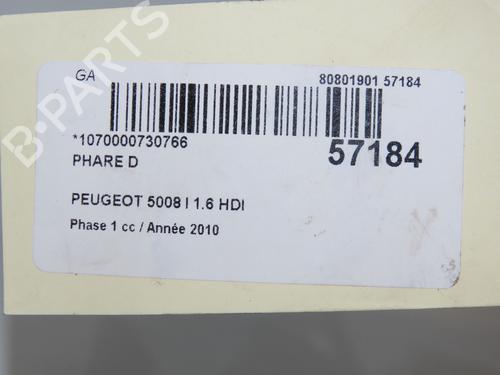 GA
80801901 57184
*1070000730766
57184
PHARE D
PEUGEOT 5008 I 1.6 HDI
Phase 1 cc / Année 2010
B-PARTS